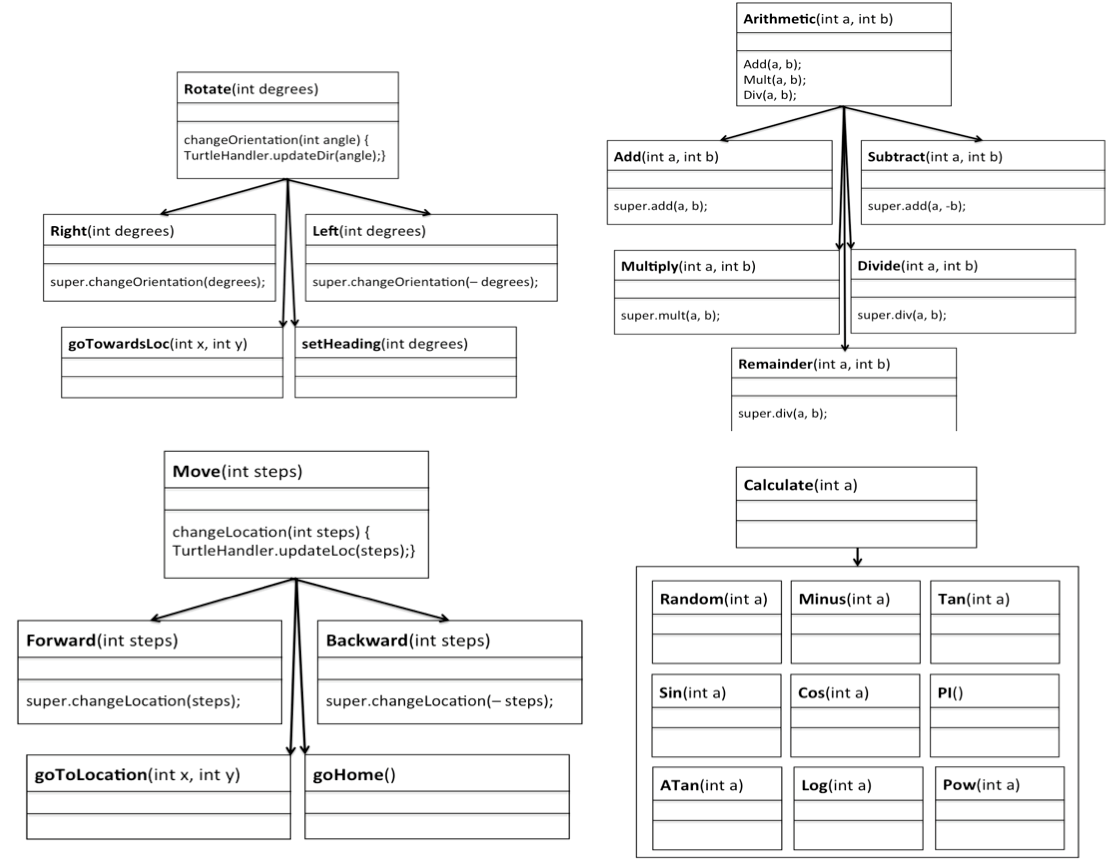 Rotate(int degrees)
changeOrientation(int angle) {
TurtleHandler.updateDir(angle);}
Right(int degrees)
super.changeOrientation(degrees);
Left(int degrees)
super.changeOrientation(– degrees);
goTowardsLoc(int x, int y)
setHeading(int degrees)
Arithmetic(int a, int b)
Add(a, b);
Mult(a, b);
Div(a, b);
Add(int a, int b)
super.add(a, b);
Subtract(int a, int b)
super.add(a, -b);
Multiply(int a, int b)
super.mult(a, b);
Divide(int a, int b)
super.div(a, b);
Remainder(int a, int b)
super.div(a, b);
Move(int steps)
changeLocation(int steps) {
TurtleHandler.updateLoc(steps);}
Forward(int steps)
super.changeLocation(steps);
Backward(int steps)
super.changeLocation(– steps);
goToLocation(int x, int y)
goHome()
Calculate(int a)
Random(int a)
Minus(int a)
Tan(int a)
Sin(int a)
Cos(int a)
PI()
ATan(int a)
Log(int a)
Pow(int a)